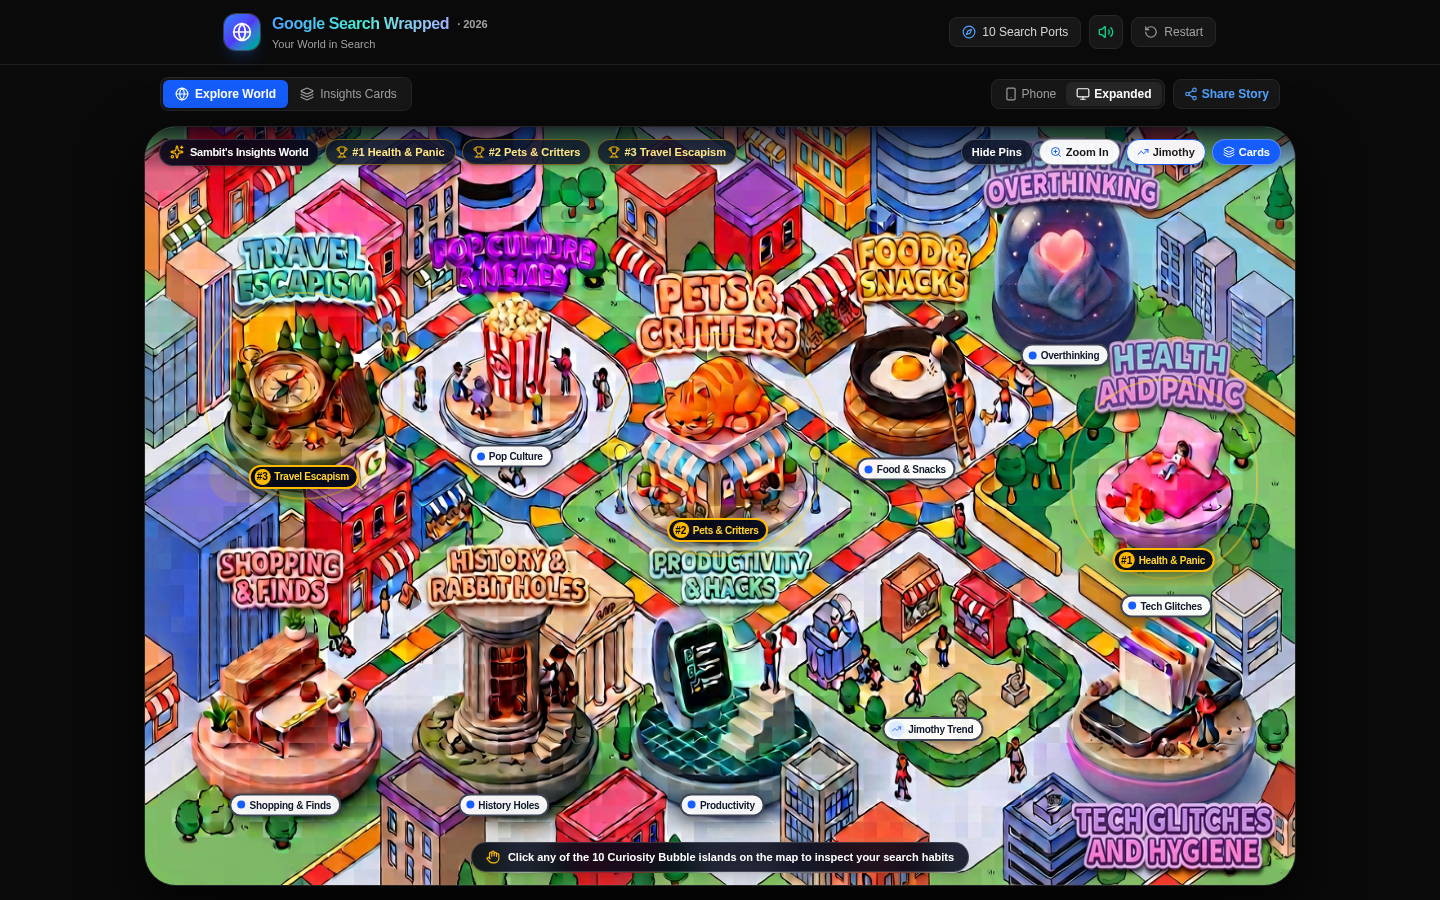 Google Search Wrapped · 2026
Your World in Search
10 Search Ports
Restart
Explore World
Insights Cards
Phone
Expanded
Share Story
Sambit's Insights World
#1 Health & Panic
#2 Pets & Critters
#3 Travel Escapism
Hide Pins
Zoom In
Jimothy
Cards
OVERTHINKING
TRAVEL
ESCAPISM
POP CULTURE
& MEMES
PETS &
CRITTERS
FOOD &
SNACKS
Overthinking
HEALTH
AND PANIC
Pop Culture
Food & Snacks
#3 Travel Escapism
#2 Pets & Critters
#1 Health & Panic
SHOPPING
& FINDS
HISTORY &
RABBIT HOLES
PRODUCTIVITY
& HACKS
Tech Glitches
Jimothy Trend
Shopping & Finds
History Holes
Productivity
TECH GLITCHES
AND HYGIENE
Click any of the 10 Curiosity Bubble islands on the map to inspect your search habits